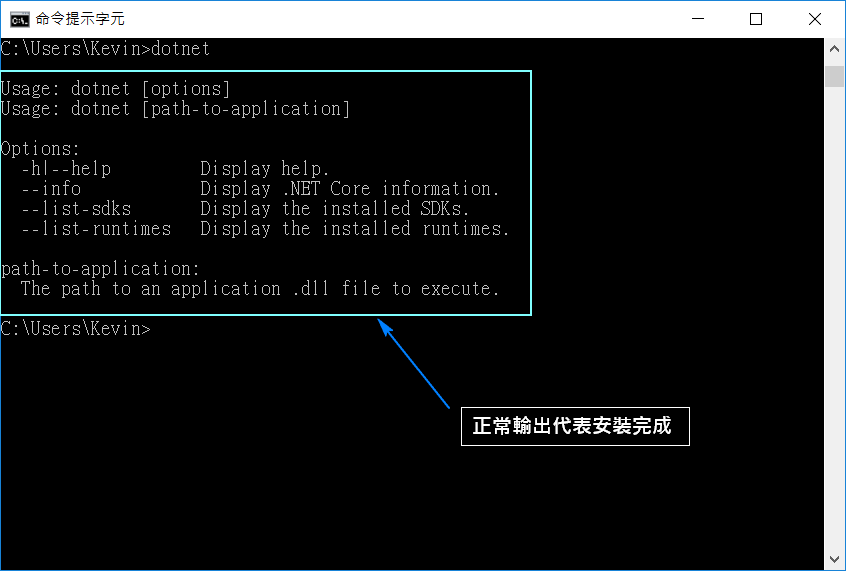 命令提示字元
C:\Users\Kevin>dotnet
Usage: dotnet [options]
Usage: dotnet [path-to-application]
Options:
-h|--help Display help.
--info Display .NET Core information.
--list-sdks Display the installed SDKs.
--list-runtimes Display the installed runtimes.
path-to-application:
The path to an application .dll file to execute.
C:\Users\Kevin>
正常輸出代表安裝完成